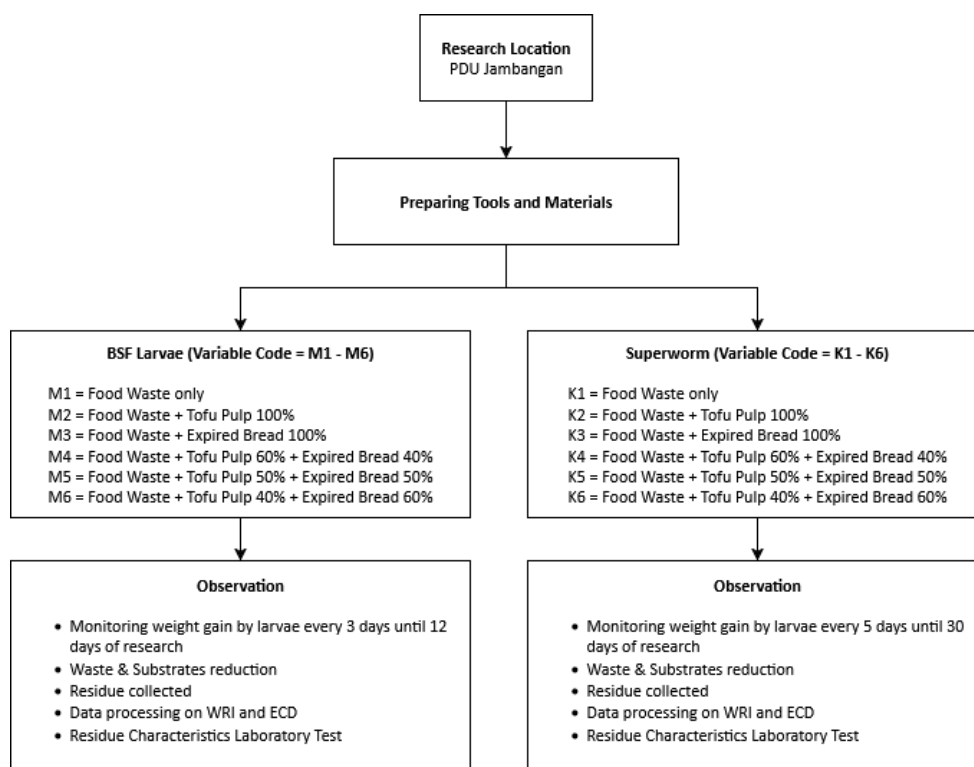 Research Location
PDU Jambangan
Preparing Tools and Materials
BSF Larvae (Variable Code = M1 - M6)
M1 = Food Waste only
M2 = Food Waste + Tofu Pulp 100%
M3 = Food Waste + Expired Bread 100%
M4 = Food Waste + Tofu Pulp 60% + Expired Bread 40%
M5 = Food Waste + Tofu Pulp 50% + Expired Bread 50%
M6 = Food Waste + Tofu Pulp 40% + Expired Bread 60%
Superworm (Variable Code = K1 - K6)
K1 = Food Waste only
K2 = Food Waste + Tofu Pulp 100%
K3 = Food Waste + Expired Bread 100%
K4 = Food Waste + Tofu Pulp 60% + Expired Bread 40%
K5 = Food Waste + Tofu Pulp 50% + Expired Bread 50%
K6 = Food Waste + Tofu Pulp 40% + Expired Bread 60%
Observation
• Monitoring weight gain by larvae every 3 days until 12
days of research
• Waste & Substrates reduction
• Residue collected
• Data processing on WRI and ECD
• Residue Characteristics Laboratory Test
Observation
• Monitoring weight gain by larvae every 5 days until 30
days of research
• Waste & Substrates reduction
• Residue collected
• Data processing on WRI and ECD
• Residue Characteristics Laboratory Test